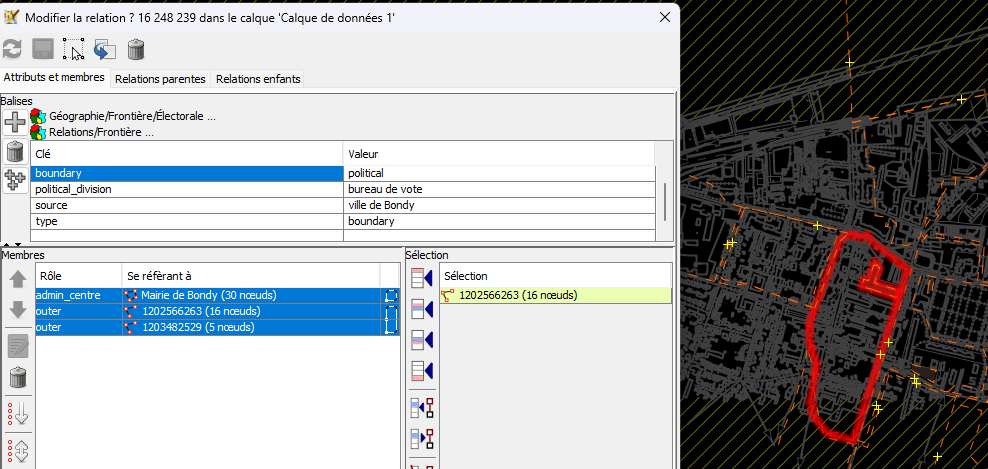 Modifier la relation ? 16 248 239 dans le calque 'Calque de données 1'
Attributs et membres Relations parentes Relations enfants
Balises
Géographie/Frontière/Électorale ...
Relations/Frontière ...
Clé Valeur
boundary political
political_division bureau de vote
source ville de Bondy
type boundary
Membres Sélection
Rôle Se référant à Sélection
admin_centre Mairie de Bondy (30 nœuds) 1202566263 (16 nœuds)
outer 1202566263 (16 nœuds)
outer 1203482529 (5 nœuds)